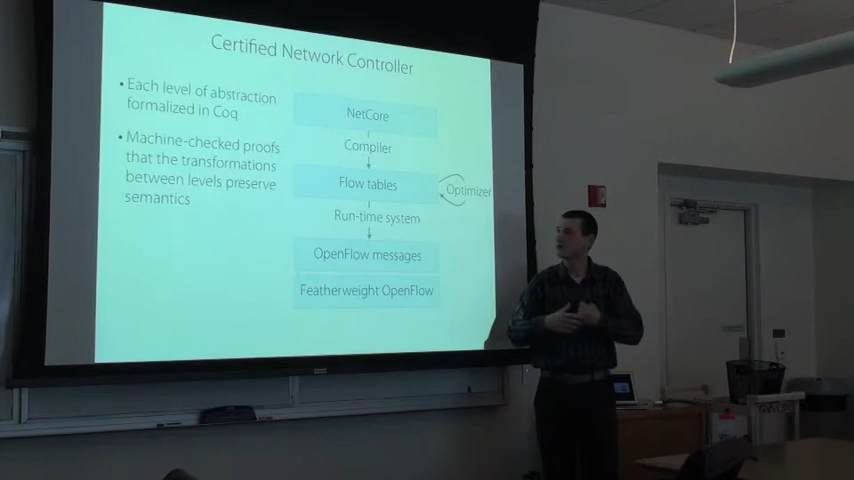 Certified Network Controller
• Each level of abstraction
formalized in Coq
• Machine-checked proofs
that the transformations
between levels preserve
semantics
NetCore
Compiler
Flow tables
Optimizer
Run-time system
OpenFlow messages
Featherweight OpenFlow